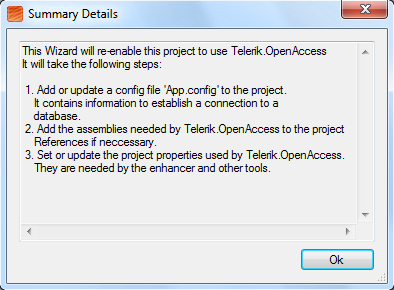 Summary Details
This Wizard will re-enable this project to use Telerik.OpenAccess
It will take the following steps:
1. Add or update a config file 'App.config' to the project.
It contains information to establish a connection to a
database.
2. Add the assemblies needed by Telerik.OpenAccess to the project
References if neccessary.
3. Set or update the project properties used by Telerik.OpenAccess.
They are needed by the enhancer and other tools.
Ok